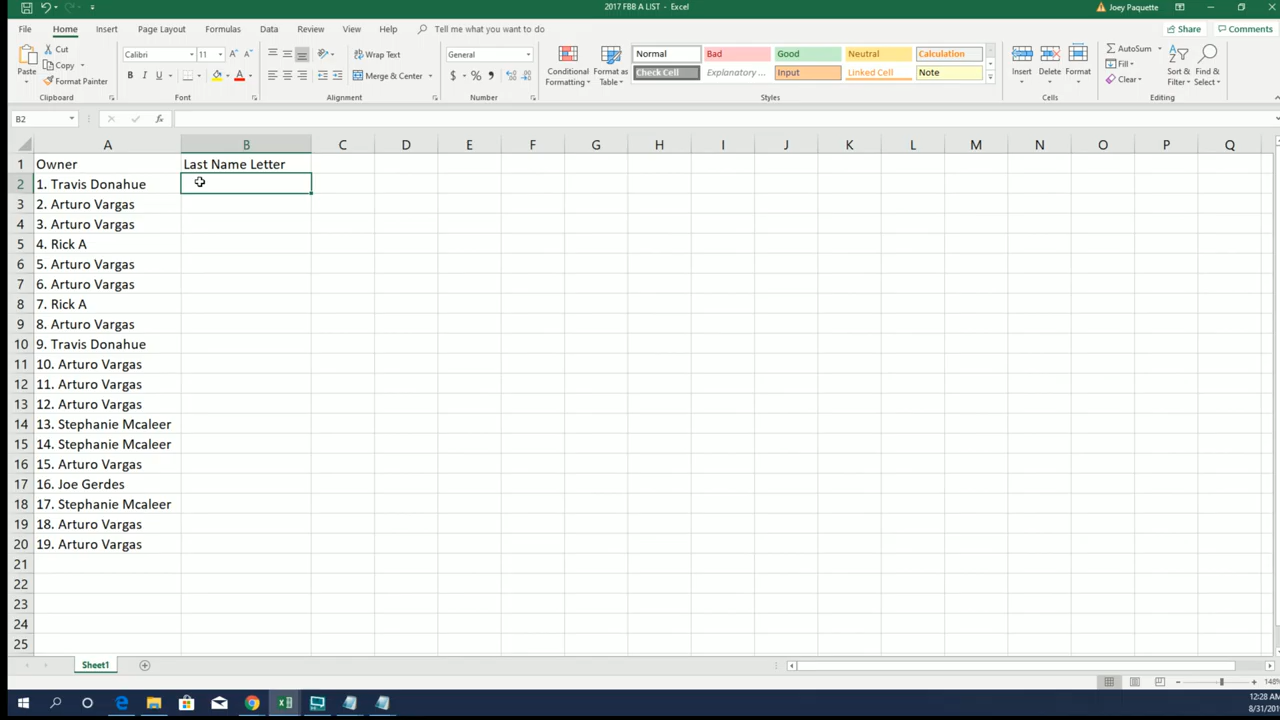 2017 FBB A LIST - Excel
Joey Paquette
File Home Insert Page Layout Formulas Data Review View Help Tell me what you want to do
Share Comments
Paste Cut Copy Format Painter
Calibri 11
B I U
Wrap Text
Merge & Center
General
$ % ,
Conditional Formatting
Format as Table
Normal Bad Good Neutral Calculation
Check Cell Explanatory ... Input Linked Cell Note
Insert Delete Format
AutoSum
Fill
Clear
Sort & Filter
Find & Select
Clipboard Font Alignment Number Styles Cells Editing
B2
fx
A B C D E F G H I J K L M N O P Q
1 Owner Last Name Letter
2 1. Travis Donahue
3 2. Arturo Vargas
4 3. Arturo Vargas
5 4. Rick A
6 5. Arturo Vargas
7 6. Arturo Vargas
8 7. Rick A
9 8. Arturo Vargas
10 9. Travis Donahue
11 10. Arturo Vargas
12 11. Arturo Vargas
13 12. Arturo Vargas
14 13. Stephanie Mcaleer
15 14. Stephanie Mcaleer
16 15. Arturo Vargas
17 16. Joe Gerdes
18 17. Stephanie Mcaleer
19 18. Arturo Vargas
20 19. Arturo Vargas
21
22
23
24
25
Sheet1
148%
12:28 AM
8/31/2019